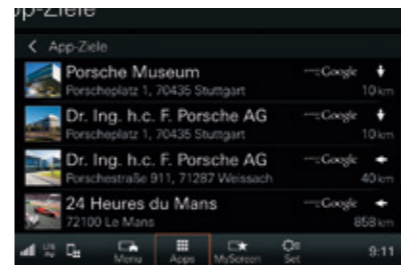 App-Ziele
App-Ziele
Porsche Museum Google
Porscheplatz 1, 70435 Stuttgart 10 km
Dr. Ing. h.c. F. Porsche AG Google
Porscheplatz 1, 70435 Stuttgart 10 km
Dr. Ing. h.c. F. Porsche AG Google
Porschestraße 911, 71287 Weissach 40 km
24 Heures du Mans Google
72100 Le Mans 858 km
Menu Apps MyScreen Set 9:11